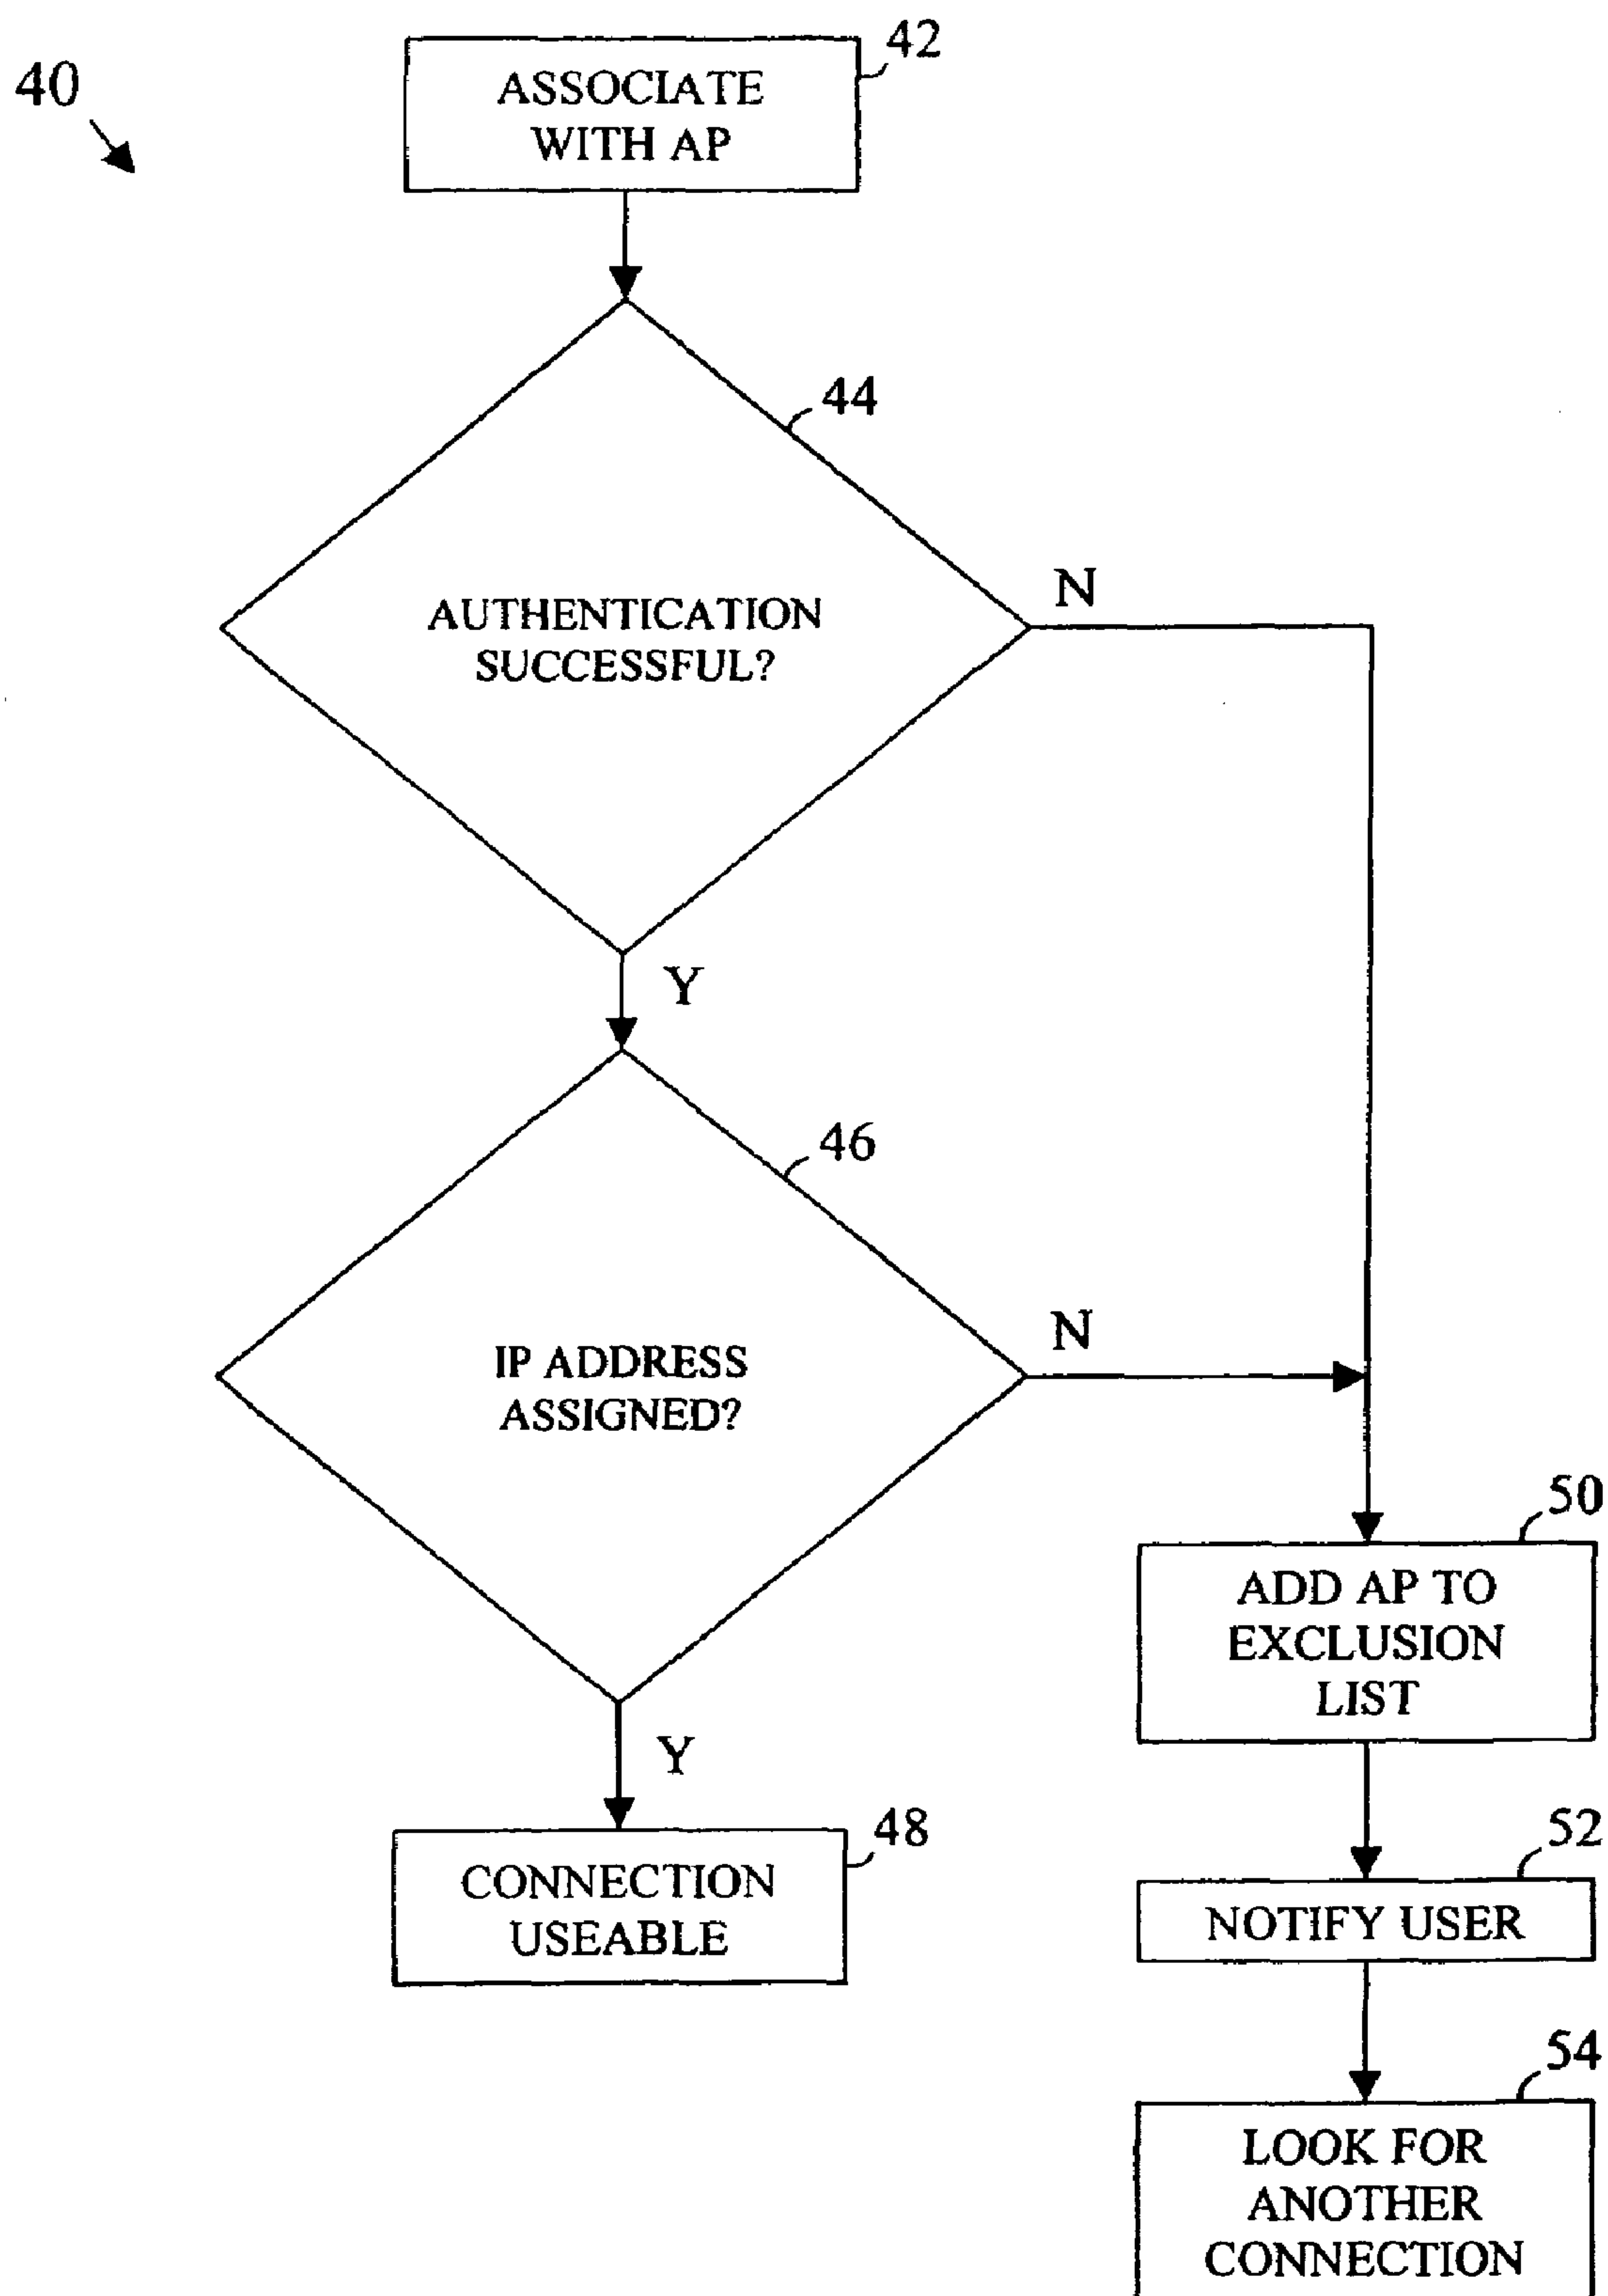 40
42
ASSOCIATE
WITH AP
44
AUTHENTICATION
SUCCESSFUL?
N
Y
46
IP ADDRESS
ASSIGNED?
N
Y
48
CONNECTION
USEABLE
50
ADD AP TO
EXCLUSION
LIST
52
NOTIFY USER
54
LOOK FOR
ANOTHER
CONNECTION